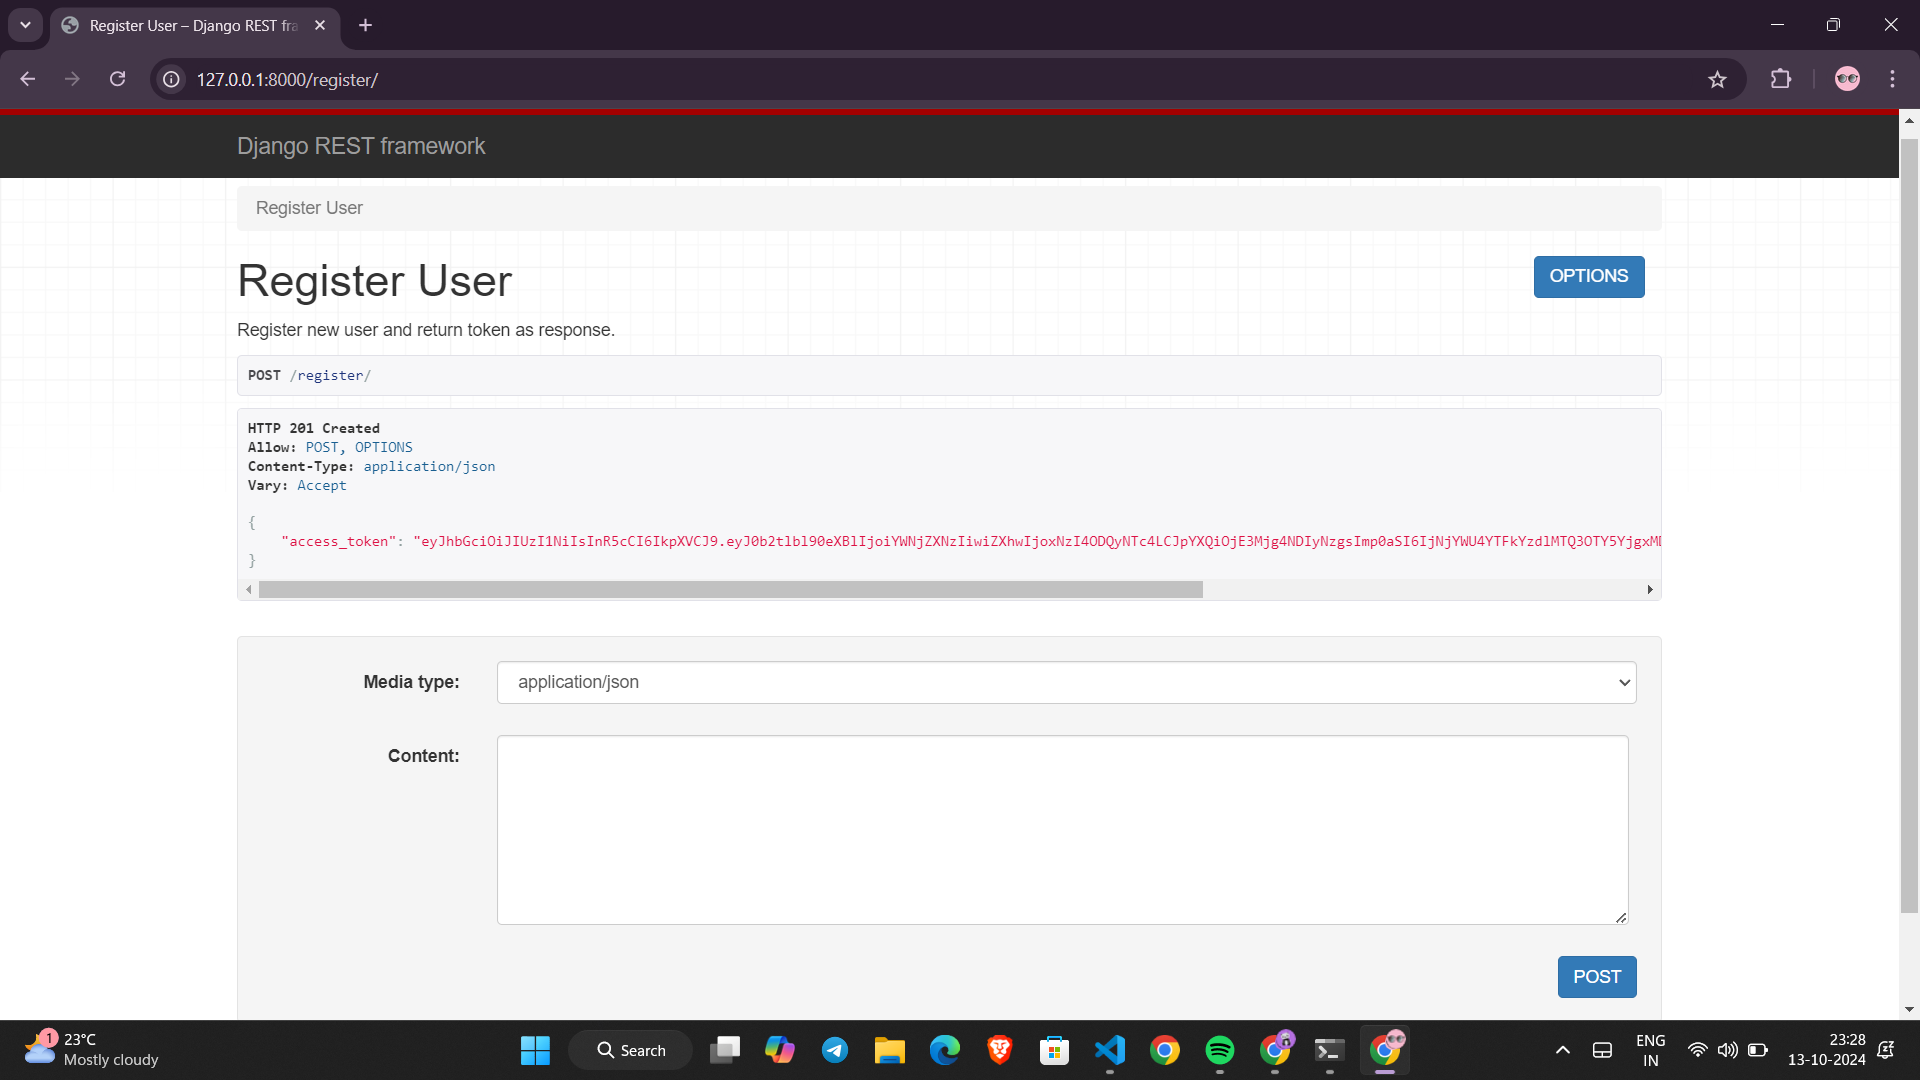 Register User – Django REST fra
127.0.0.1:8000/register/
Django REST framework
Register User
Register User
OPTIONS
Register new user and return token as response.
POST /register/
HTTP 201 Created
Allow: POST, OPTIONS
Content-Type: application/json
Vary: Accept
{
"access_token": "eyJhbGciOiJIUzI1NiIsInR5cCI6IkpXVCJ9.eyJ0b2tlbl90eXBlIjoiYWNjZXNzIiwiZXhwIjoxNzI4ODQyNTc4LCJpYXQiOjE3Mjg4NDIyNzgsImp0aSI6IjNjYWU4YTFkYzdlMTQ3OTY5YjgxMD
}
Media type:
application/json
Content:
POST
1
23°C
Mostly cloudy
Search
ENG
IN
23:28
13-10-2024